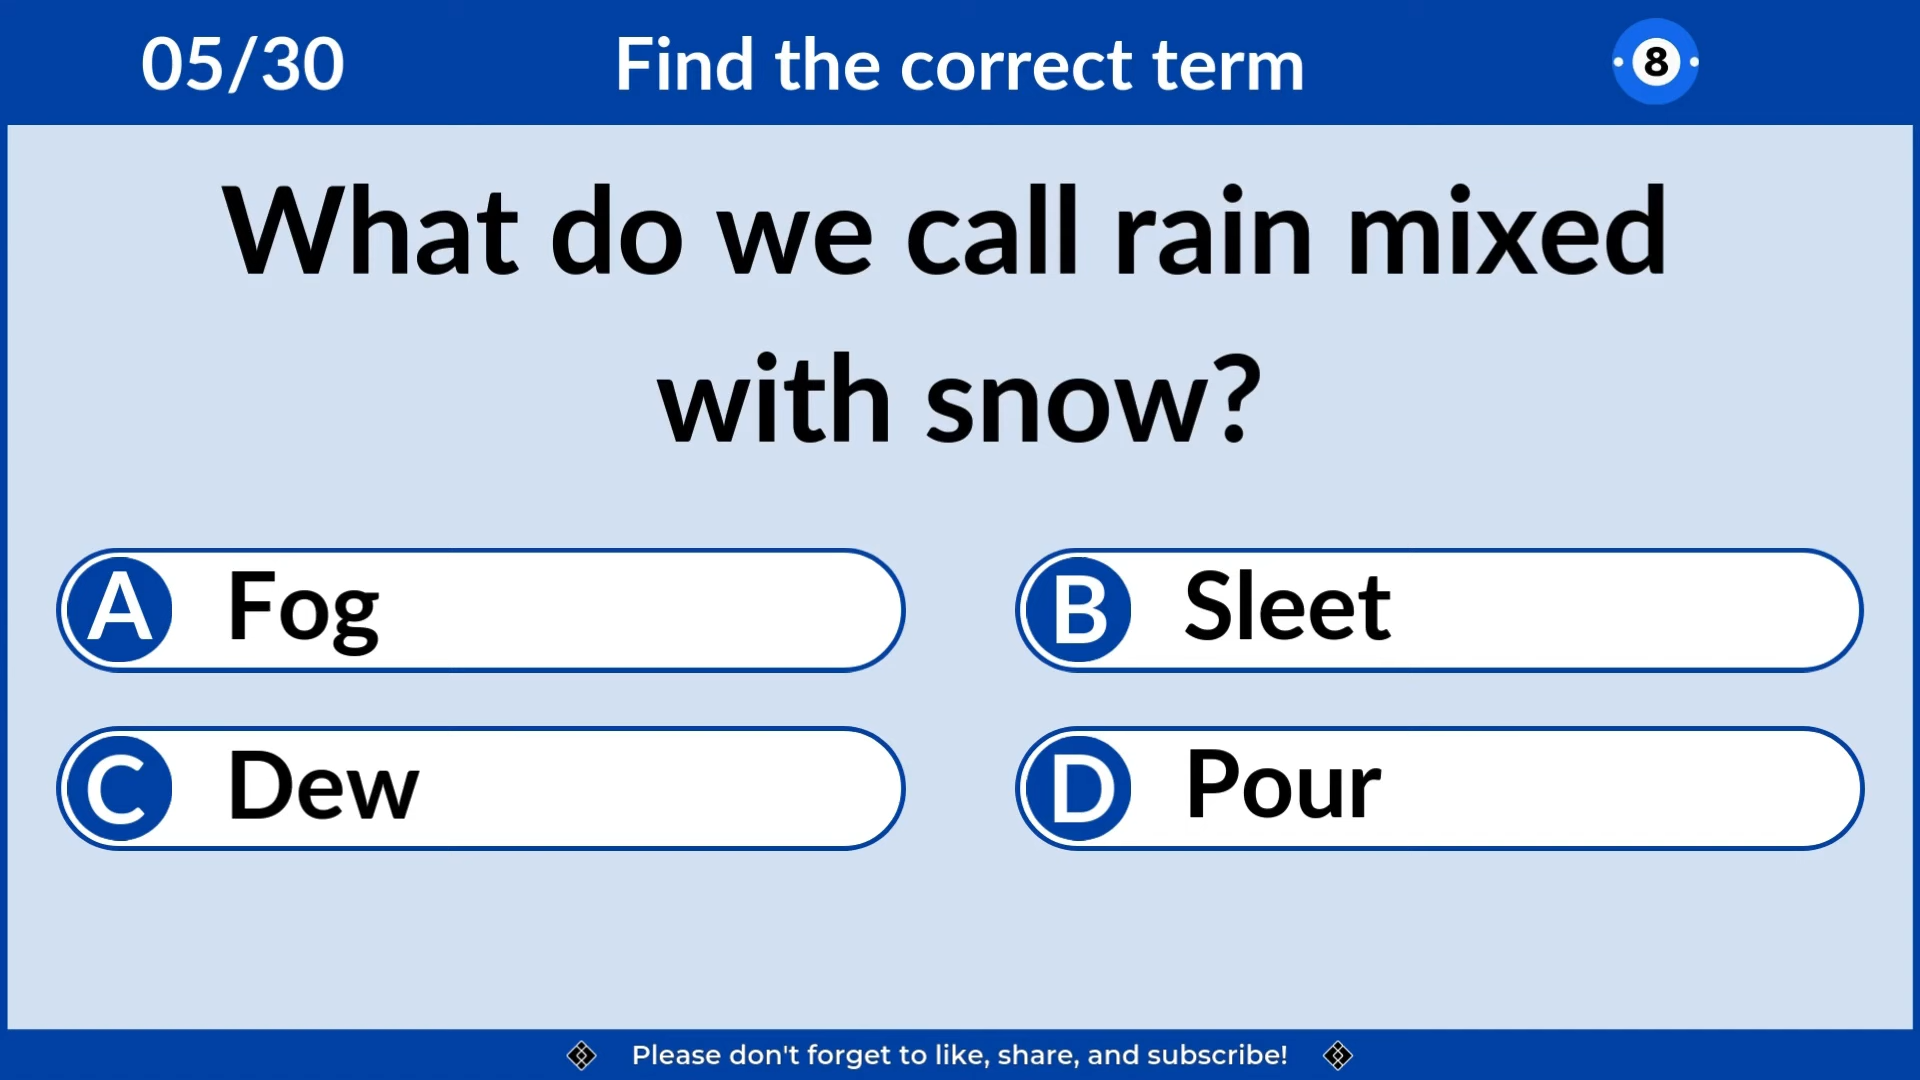 05/30
Find the correct term
8
What do we call rain mixed
with snow?
A Fog
B Sleet
C Dew
D Pour
Please don't forget to like, share, and subscribe!